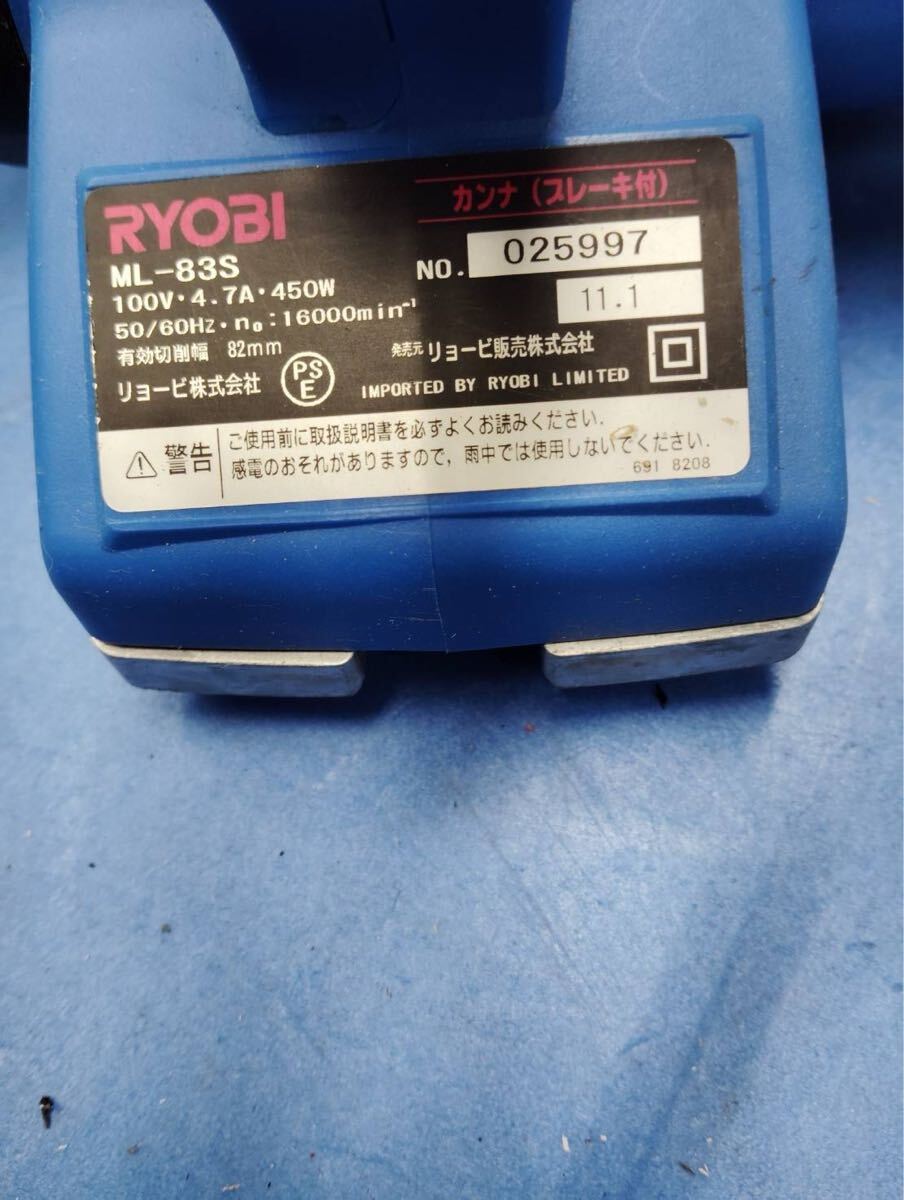 RYOBI
ML-83S
100V・4.7A・450W
50/60Hz・n₀:16000min⁻¹
有効切削幅 82mm
リョービ株式会社
PS
E
カンナ（ブレーキ付）
NO. 025997
11.1
発売元 リョービ販売株式会社
IMPORTED BY RYOBI LIMITED
警告
ご使用前に取扱説明書を必ずよくお読みください.
感電のおそれがありますので，雨中では使用しないでください.
691 8208